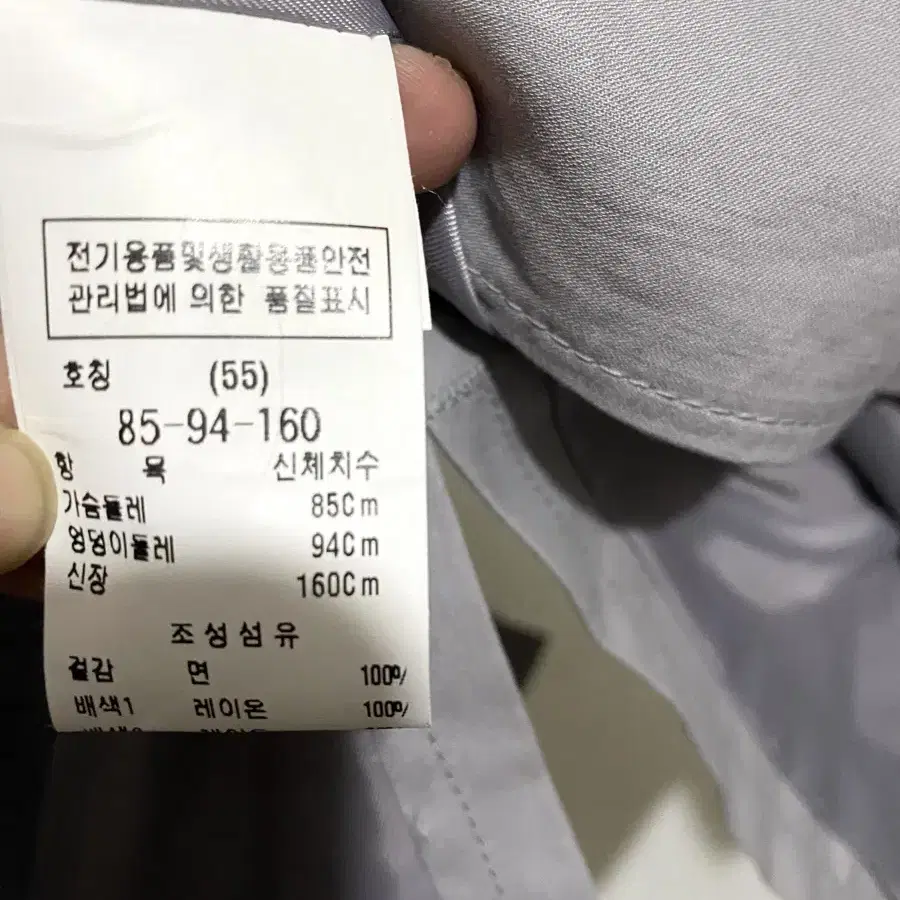 전기용품및생활용품안전
관리법에 의한 품질표시
호칭 (55)
85-94-160
항 목 신체치수
가슴둘레 85Cm
엉덩이둘레 94Cm
신장 160Cm
조성섬유
겉감 면 100%
배색1 레이온 100%